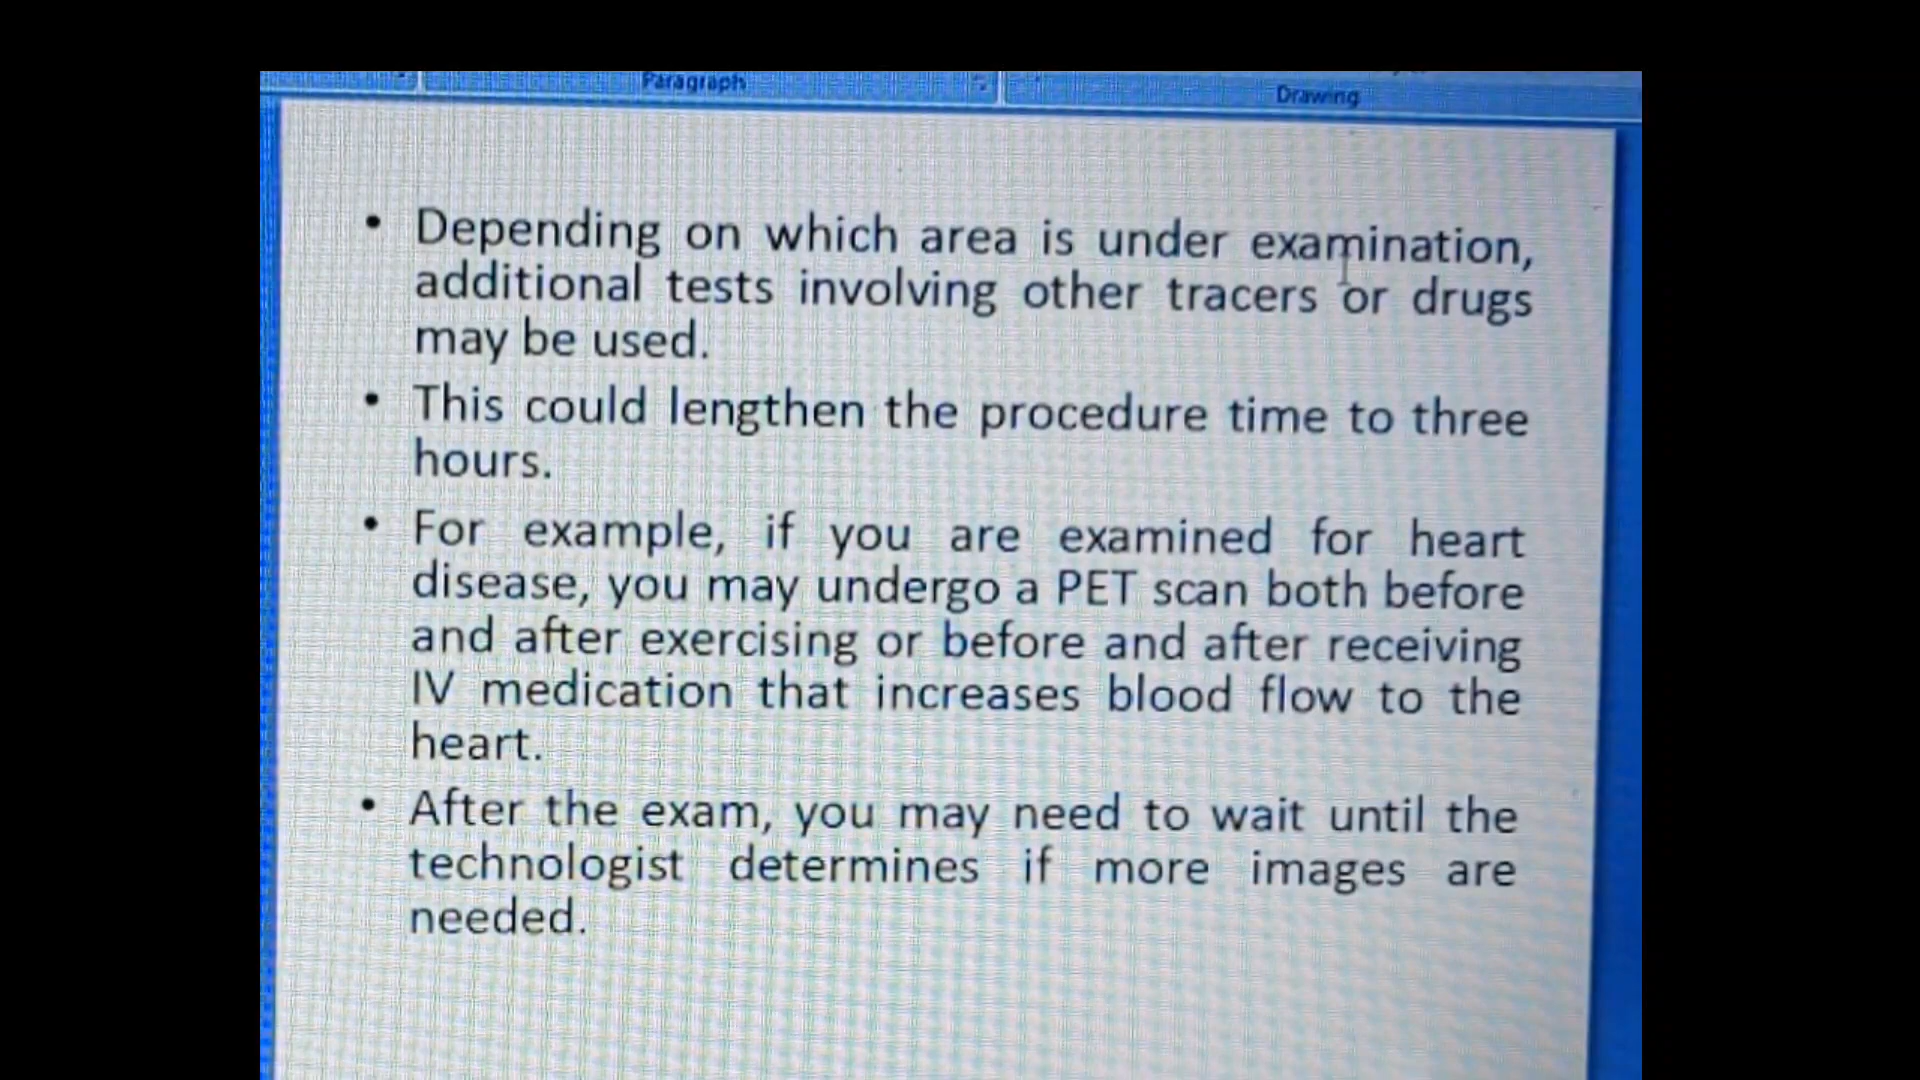 Paragraph
Drawing
• Depending on which area is under examination,
additional tests involving other tracers or drugs
may be used.
• This could lengthen the procedure time to three
hours.
• For example, if you are examined for heart
disease, you may undergo a PET scan both before
and after exercising or before and after receiving
IV medication that increases blood flow to the
heart.
• After the exam, you may need to wait until the
technologist determines if more images are
needed.